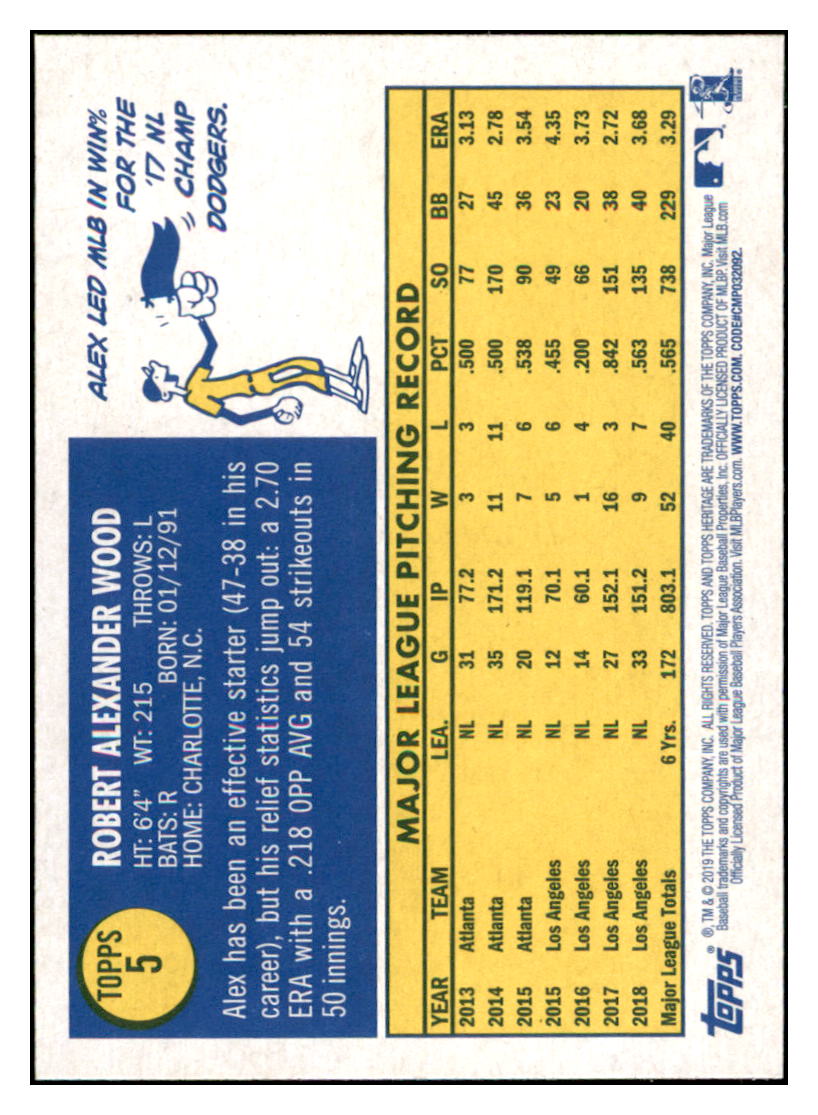 TOPPS
5
ROBERT ALEXANDER WOOD
HT: 6'4" WT: 215 THROWS: L
BATS: R BORN: 01/12/91
HOME: CHARLOTTE, N.C.
Alex has been an effective starter (47-38 in his
career), but his relief statistics jump out: a 2.70
ERA with a .218 OPP AVG and 54 strikeouts in
50 innings.
ALEX LED MLB IN WIN%
FOR THE
'17 NL
CHAMP
DODGERS.
MAJOR LEAGUE PITCHING RECORD
YEAR TEAM LEA. G IP W L PCT SO BB ERA
2013 Atlanta NL 31 77.2 3 3 .500 77 27 3.13
2014 Atlanta NL 35 171.2 11 11 .500 170 45 2.78
2015 Atlanta NL 20 119.1 7 6 .538 90 36 3.54
2015 Los Angeles NL 12 70.1 5 6 .455 49 23 4.35
2016 Los Angeles NL 14 60.1 1 4 .200 66 20 3.73
2017 Los Angeles NL 27 152.1 16 3 .842 151 38 2.72
2018 Los Angeles NL 33 151.2 9 7 .563 135 40 3.68
Major League Totals 6 Yrs. 172 803.1 52 40 .565 738 229 3.29
topps ®
®, TM & © 2019 THE TOPPS COMPANY, INC. ALL RIGHTS RESERVED. TOPPS AND TOPPS HERITAGE ARE TRADEMARKS OF THE TOPPS COMPANY, INC. Major League
Baseball trademarks and copyrights are used with permission of Major League Baseball Properties, Inc. OFFICIALLY LICENSED PRODUCT OF MLBP. Visit MLB.com
Officially Licensed Product of Major League Baseball Players Association. Visit MLBPlayers.com. WWW.TOPPS.COM. CODE#CMP032092.